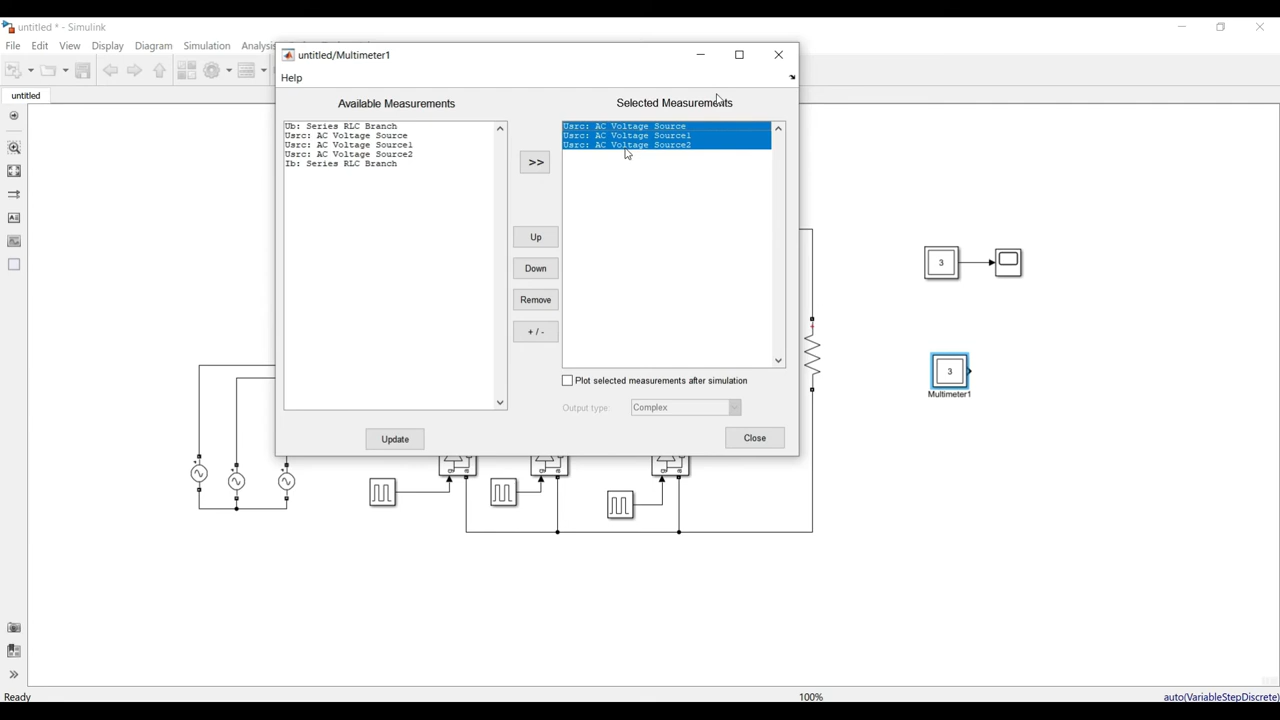 untitled * - Simulink
File Edit View Display Diagram Simulation Analysis
untitled
untitled/Multimeter1
Help
Available Measurements
Selected Measurements
Ub: Series RLC Branch
Usrc: AC Voltage Source
Usrc: AC Voltage Source1
Usrc: AC Voltage Source2
Ib: Series RLC Branch
>>
Up
Down
Remove
+ / -
Usrc: AC Voltage Source
Usrc: AC Voltage Source1
Usrc: AC Voltage Source2
Plot selected measurements after simulation
Output type: Complex
Update
Close
3
3
Multimeter1
Ready
100%
auto(VariableStepDiscrete)